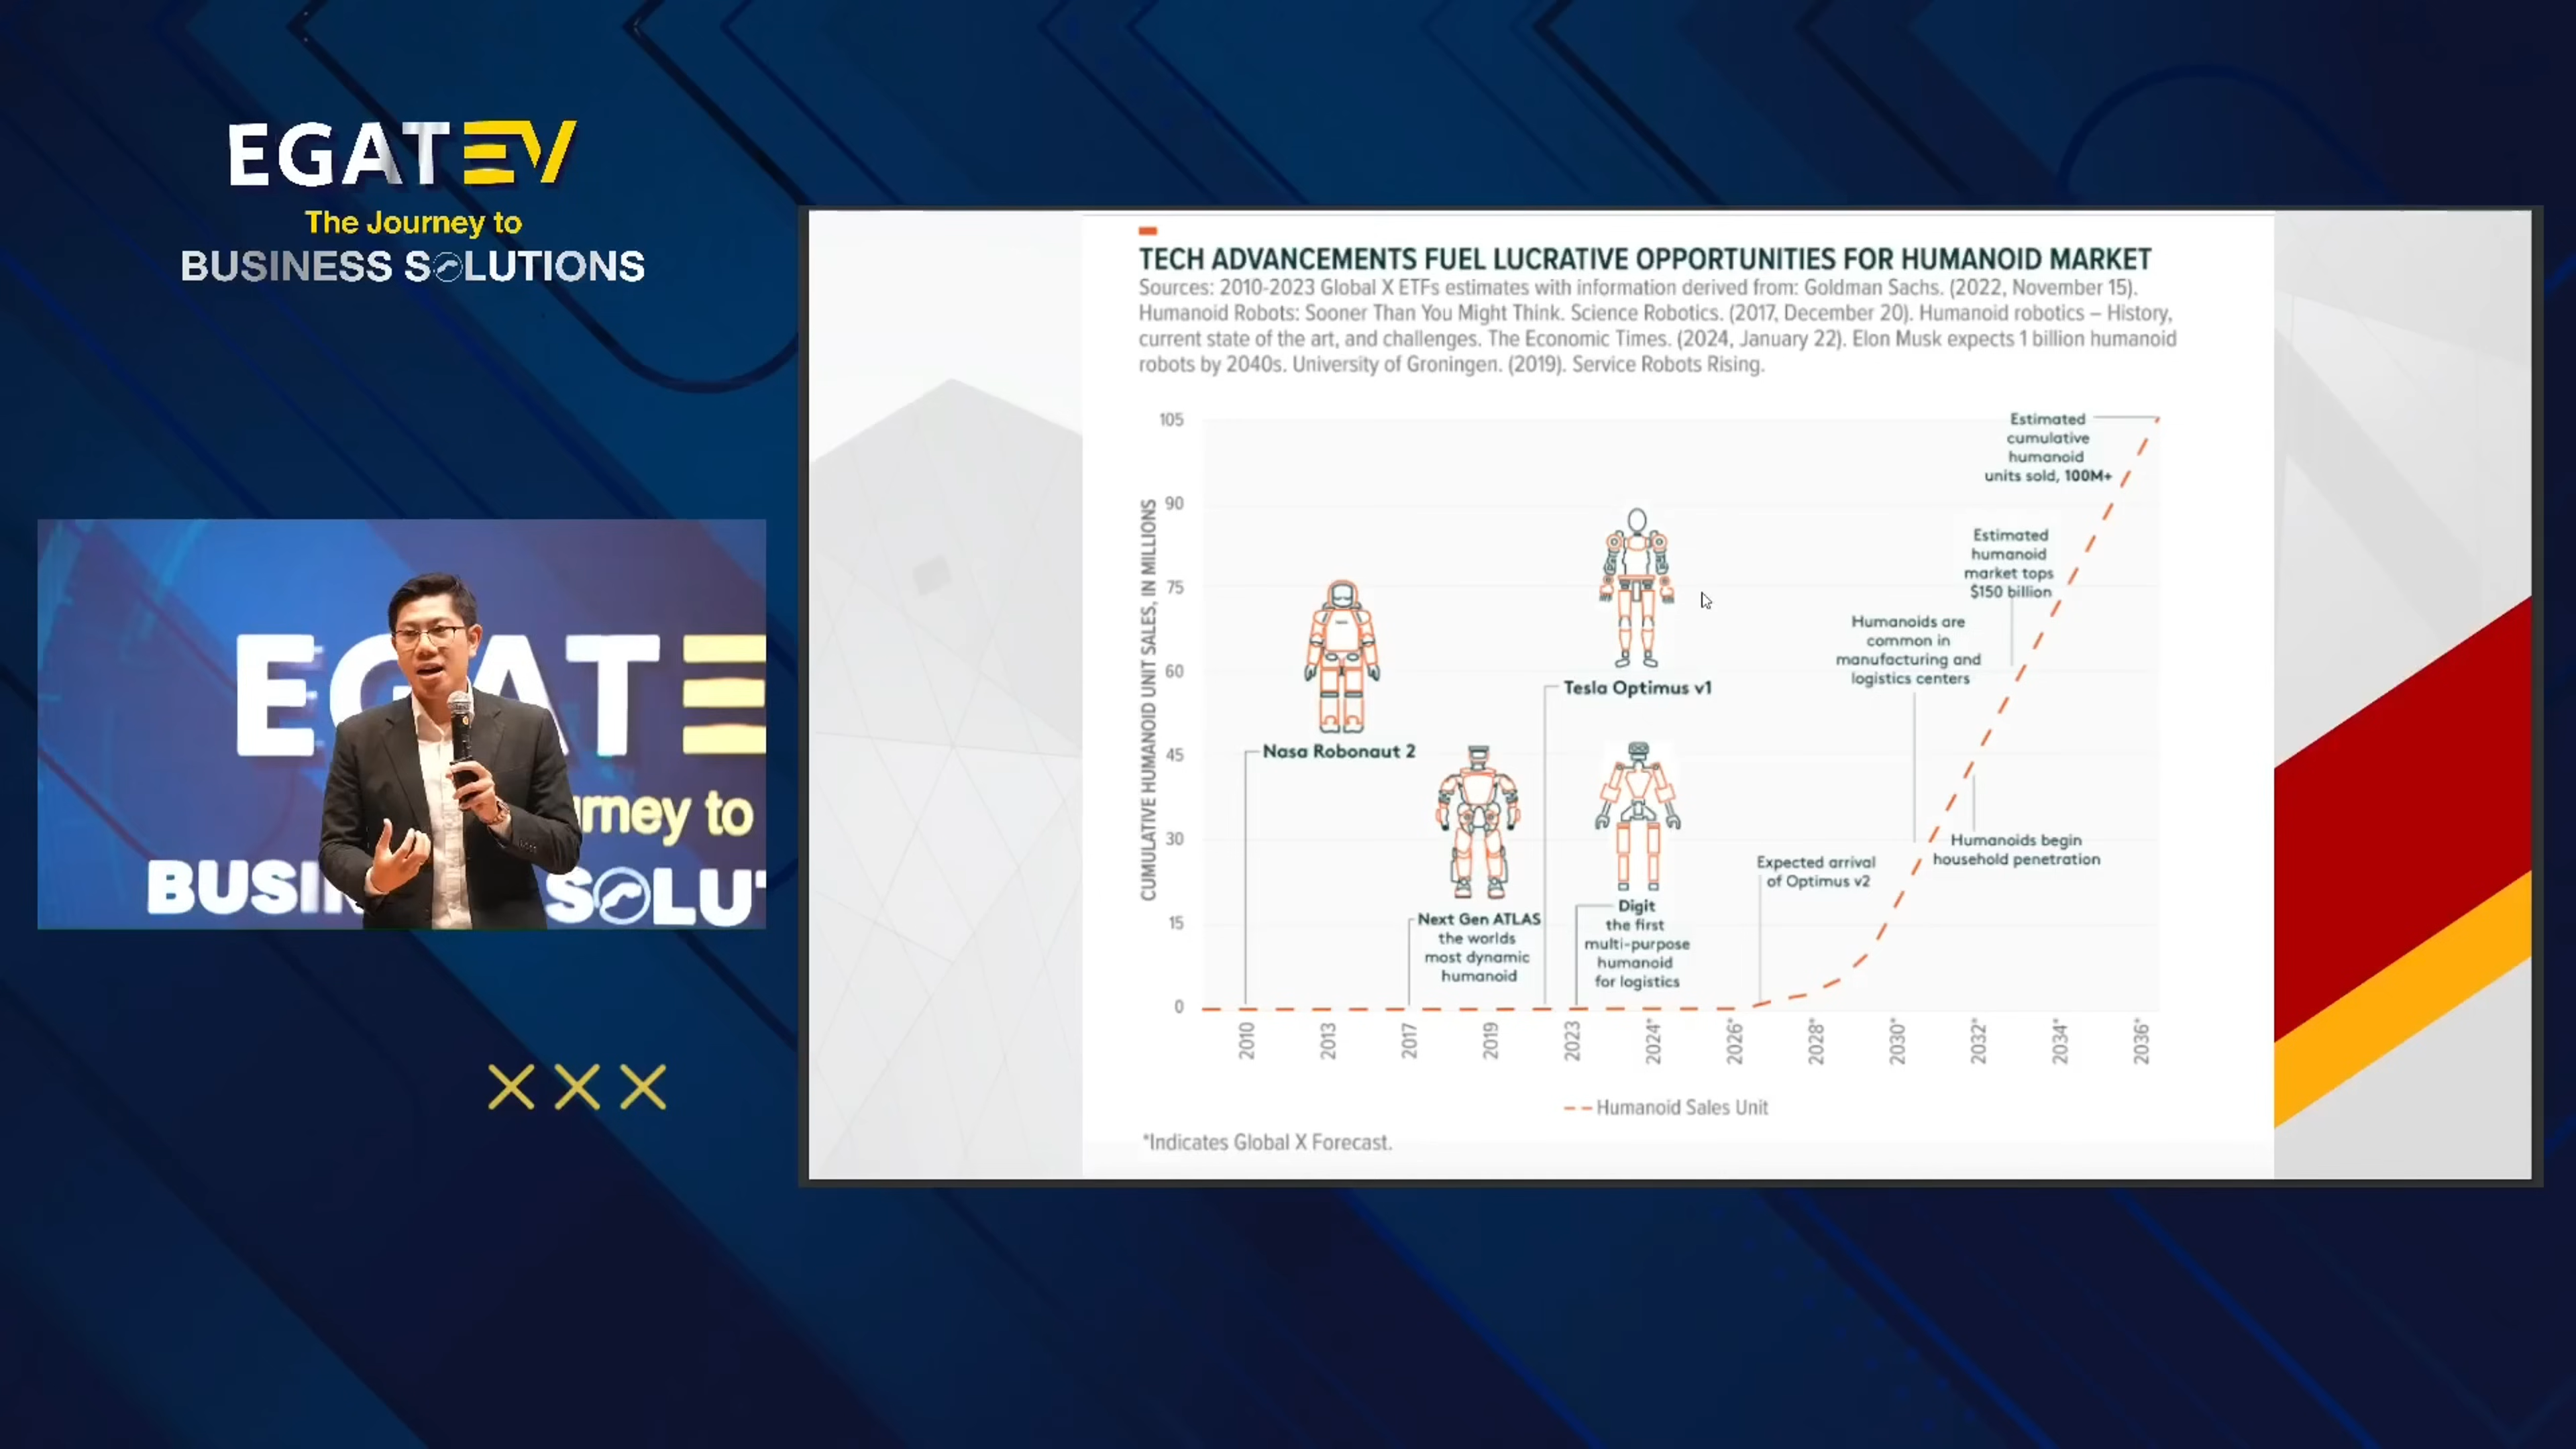 EGATEV
The Journey to
BUSINESS SOLUTIONS
EGATE
rney to
BUSIN SOLU
TECH ADVANCEMENTS FUEL LUCRATIVE OPPORTUNITIES FOR HUMANOID MARKET
Sources: 2010-2023 Global X ETFs estimates with information derived from: Goldman Sachs. (2022, November 15).
Humanoid Robots: Sooner Than You Might Think. Science Robotics. (2017, December 20). Humanoid robotics – History,
current state of the art, and challenges. The Economic Times. (2024, January 22). Elon Musk expects 1 billion humanoid
robots by 2040s. University of Groningen. (2019). Service Robots Rising.
CUMULATIVE HUMANOID UNIT SALES, IN MILLIONS
105
90
75
60
45
30
15
0
Nasa Robonaut 2
Next Gen ATLAS
the worlds
most dynamic
humanoid
Tesla Optimus v1
Digit
the first
multi-purpose
humanoid
for logistics
Expected arrival
of Optimus v2
Humanoids are
common in
manufacturing and
logistics centers
Humanoids begin
household penetration
Estimated
humanoid
market tops
$150 billion
Estimated
cumulative
humanoid
units sold, 100M+
2010
2013
2017
2019
2023
2024*
2026*
2028*
2030*
2032*
2034*
2036*
Humanoid Sales Unit
*Indicates Global X Forecast.